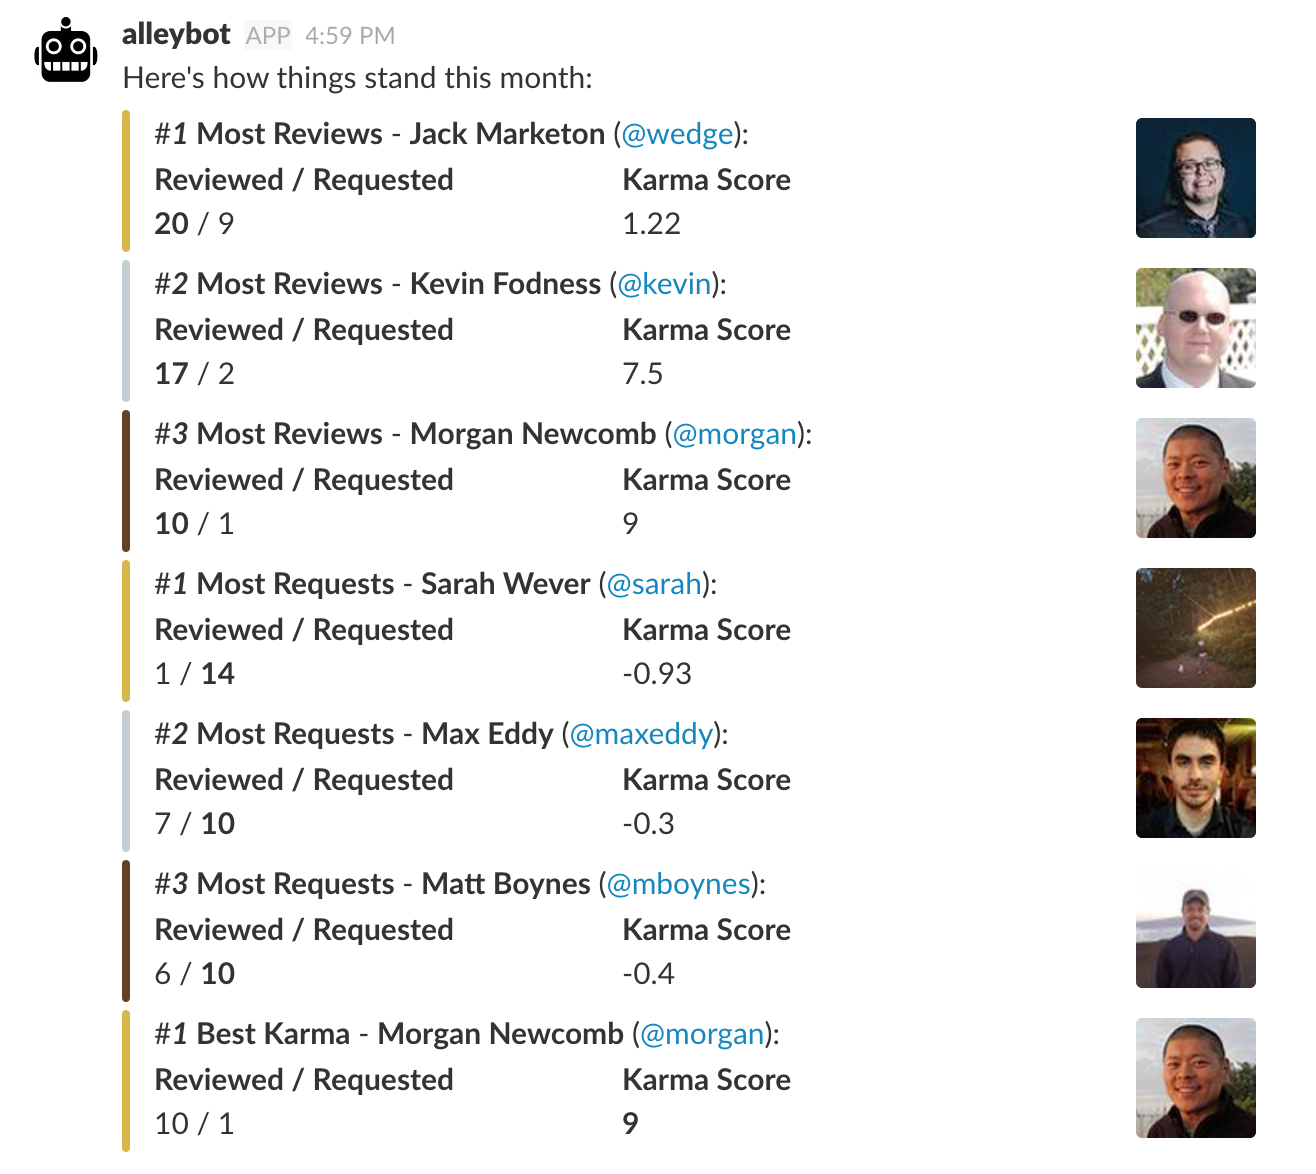 alleybot APP 4:59 PM
Here's how things stand this month:
#1 Most Reviews - Jack Marketon (@wedge):
Reviewed / Requested Karma Score
20 / 9 1.22
#2 Most Reviews - Kevin Fodness (@kevin):
Reviewed / Requested Karma Score
17 / 2 7.5
#3 Most Reviews - Morgan Newcomb (@morgan):
Reviewed / Requested Karma Score
10 / 1 9
#1 Most Requests - Sarah Wever (@sarah):
Reviewed / Requested Karma Score
1 / 14 -0.93
#2 Most Requests - Max Eddy (@maxeddy):
Reviewed / Requested Karma Score
7 / 10 -0.3
#3 Most Requests - Matt Boynes (@mboynes):
Reviewed / Requested Karma Score
6 / 10 -0.4
#1 Best Karma - Morgan Newcomb (@morgan):
Reviewed / Requested Karma Score
10 / 1 9